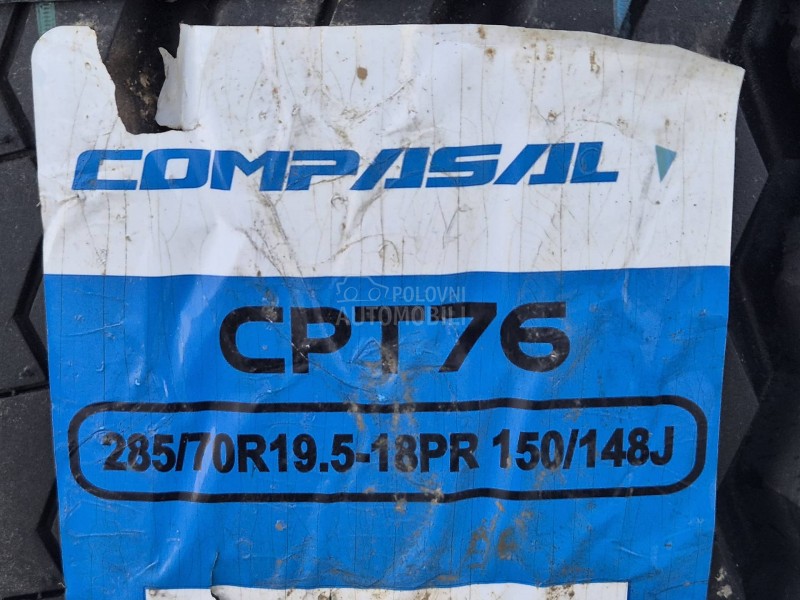 COMPASAL
POLOVNI
AUTOMOBILI
CPT76
285/70R19.5-18PR 150/148J